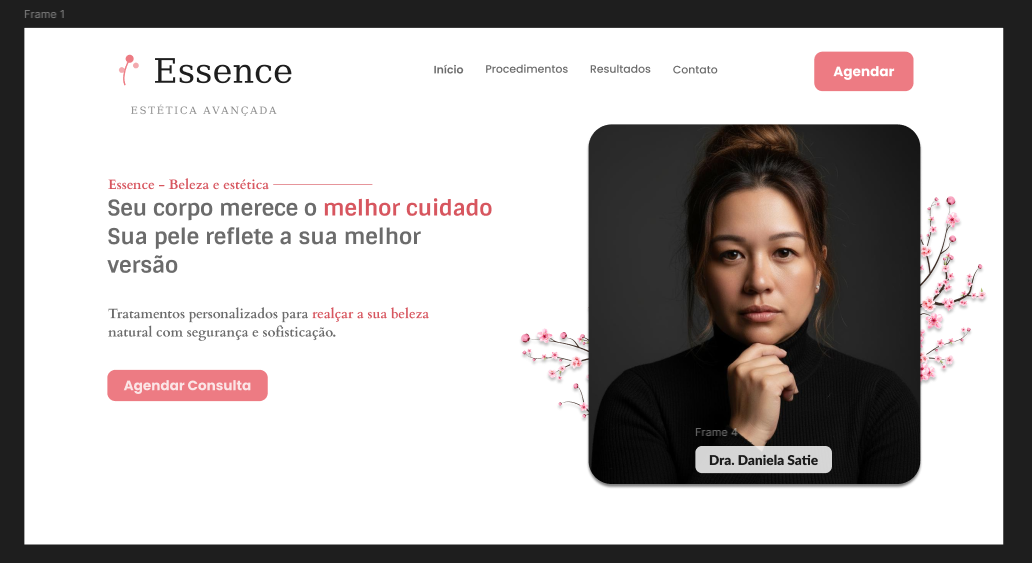 Frame 1
Essence
ESTÉTICA AVANÇADA
Início Procedimentos Resultados Contato
Agendar
Essence - Beleza e estética
Seu corpo merece o melhor cuidado
Sua pele reflete a sua melhor
versão
Tratamentos personalizados para realçar a sua beleza
natural com segurança e sofisticação.
Agendar Consulta
Frame 4
Dra. Daniela Satie